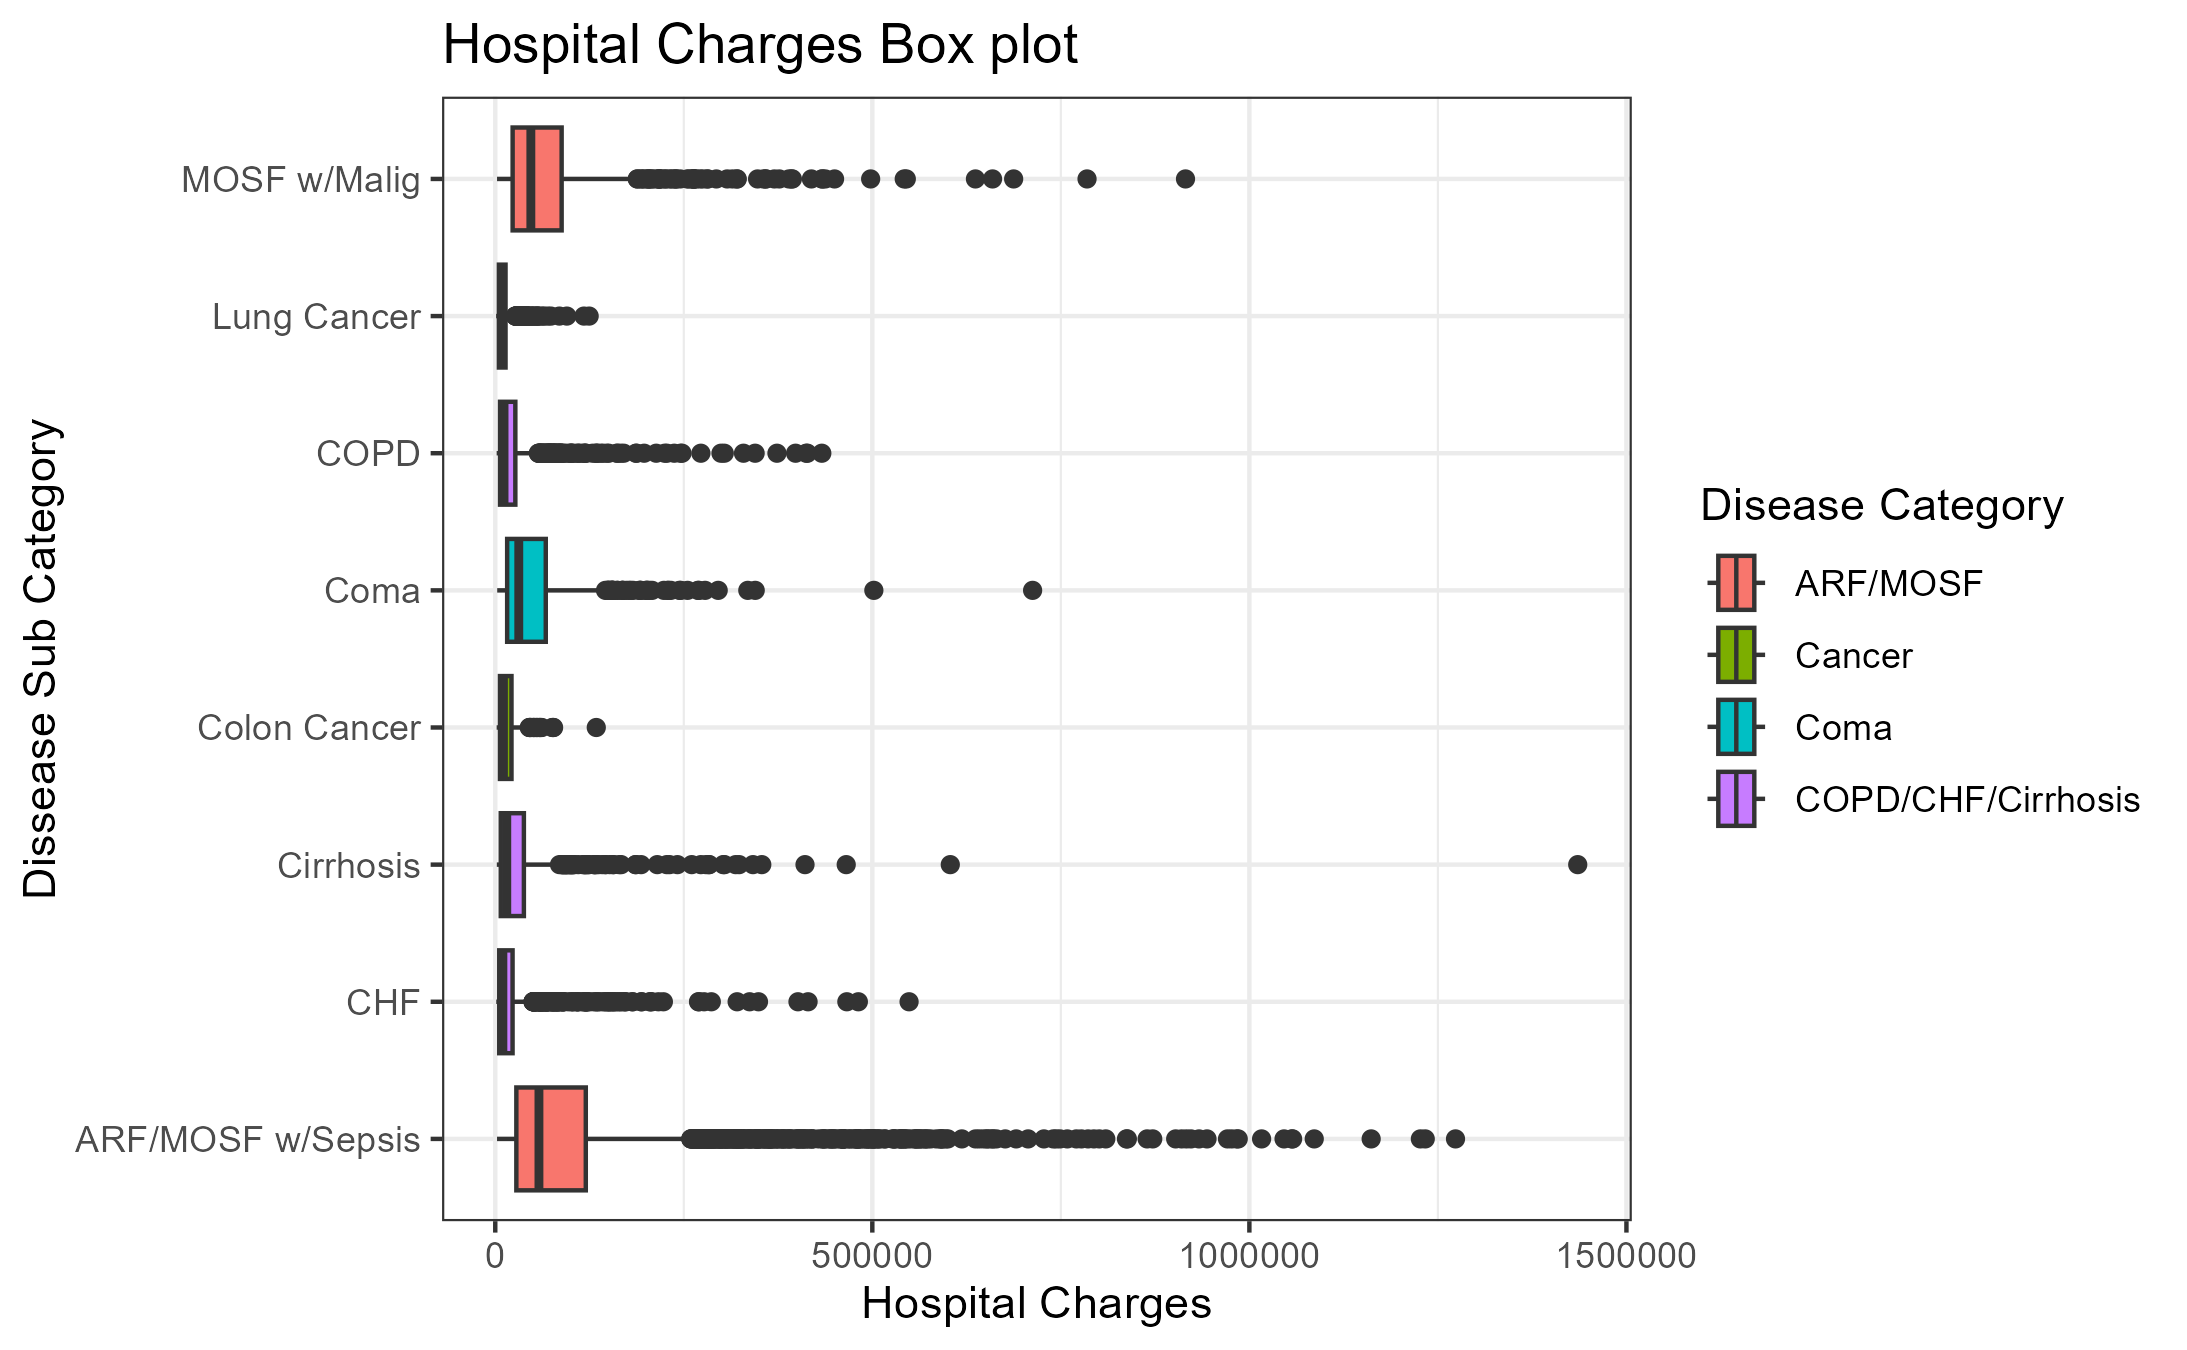 Hospital Charges Box plot
Disease Sub Category
MOSF w/Malig
Lung Cancer
COPD
Coma
Colon Cancer
Cirrhosis
CHF
ARF/MOSF w/Sepsis
0
500000
1000000
1500000
Hospital Charges
Disease Category
ARF/MOSF
Cancer
Coma
COPD/CHF/Cirrhosis